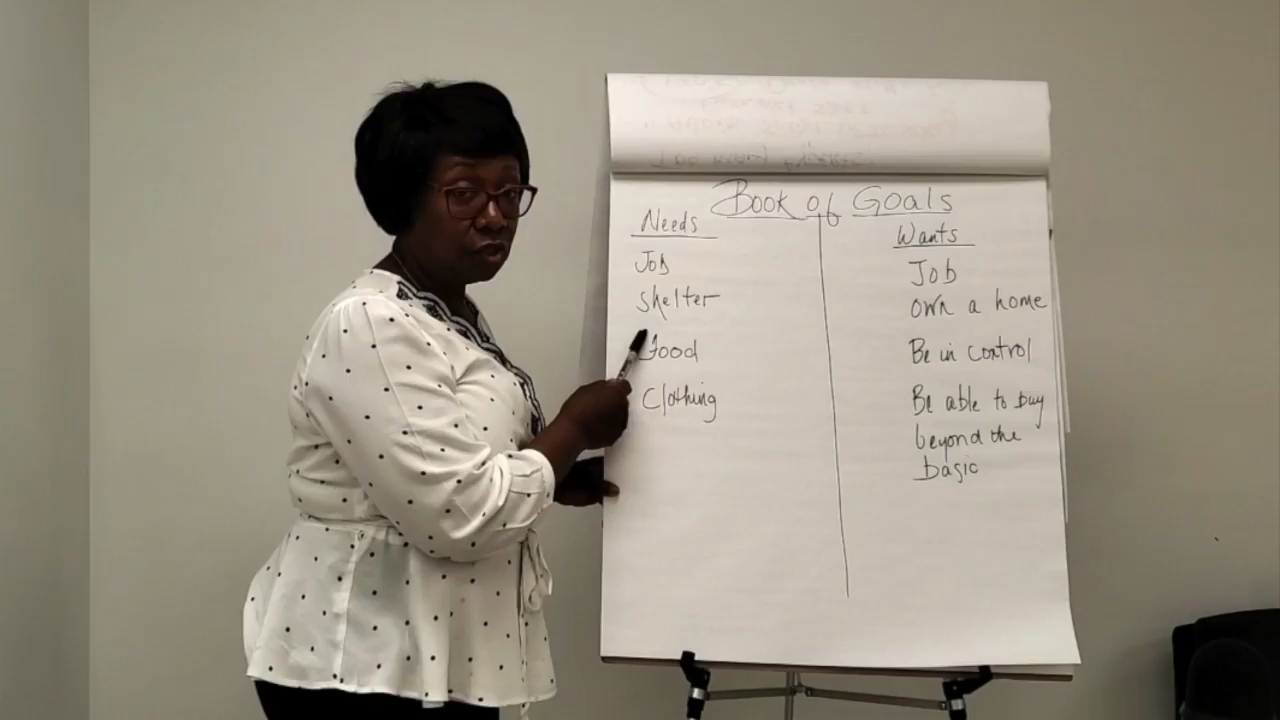 Book of Goals
Needs
Job
Shelter
Food
Clothing
Wants
Job
Own a home
Be in control
Be able to buy
beyond the
basic